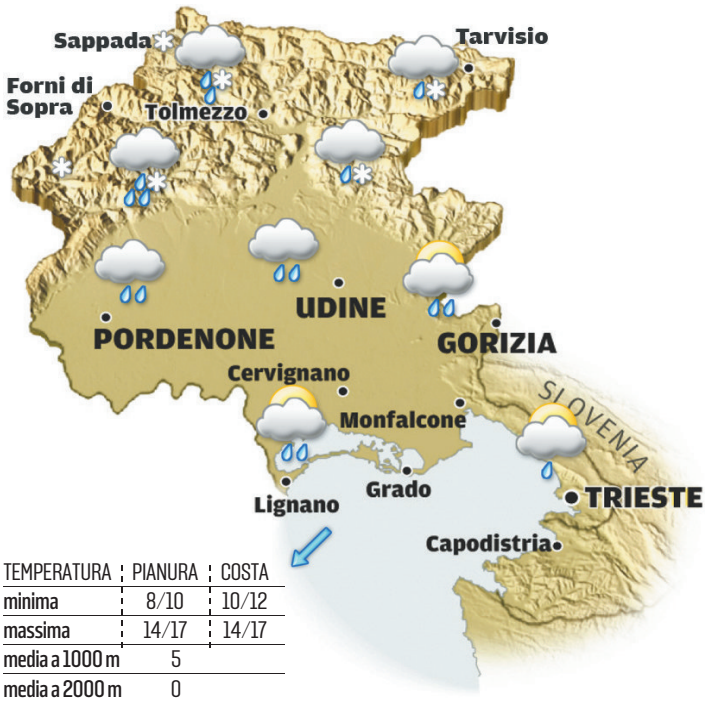 Sappada
Tarvisio
Forni di
Sopra
Tolmezzo
UDINE
PORDENONE
GORIZIA
Cervignano
SLOVENIA
Monfalcone
Grado
Lignano
TRIESTE
Capodistria
TEMPERATURA PIANURA COSTA
minima 8/10 10/12
massima 14/17 14/17
media a 1000 m 5
media a 2000 m 0